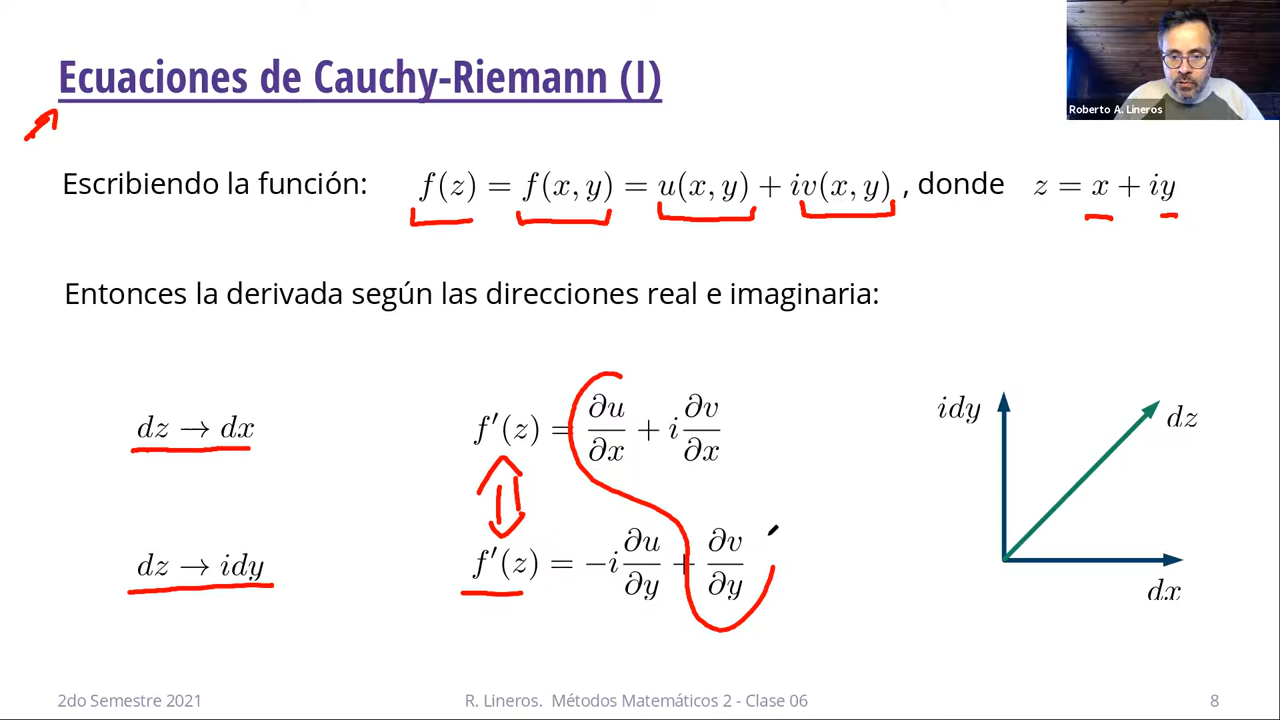 Ecuaciones de Cauchy-Riemann (I)
Roberto A. Lineros
Escribiendo la función: f(z) = f(x, y) = u(x, y) + iv(x, y) , donde z = x + iy
Entonces la derivada según las direcciones real e imaginaria:
dz → dx f′(z) = ∂u/∂x + i ∂v/∂x
dz → idy f′(z) = −i ∂u/∂y + ∂v/∂y
idy
dz
dx
2do Semestre 2021 R. Lineros. Métodos Matemáticos 2 - Clase 06 8